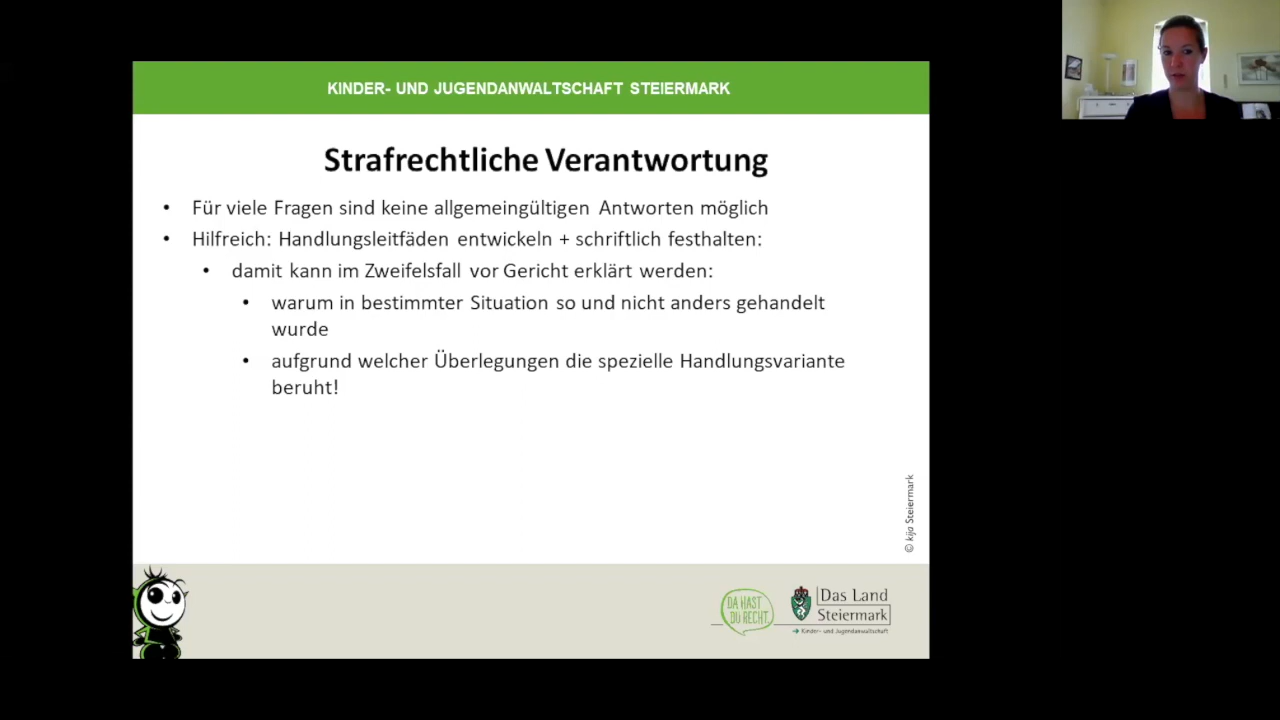 KINDER- UND JUGENDANWALTSCHAFT STEIERMARK
Strafrechtliche Verantwortung
• Für viele Fragen sind keine allgemeingültigen Antworten möglich
• Hilfreich: Handlungsleitfäden entwickeln + schriftlich festhalten:
• damit kann im Zweifelsfall vor Gericht erklärt werden:
• warum in bestimmter Situation so und nicht anders gehandelt
wurde
• aufgrund welcher Überlegungen die spezielle Handlungsvariante
beruht!
© kija Steiermark
DA HAST
DU RECHT
Das Land
Steiermark
→ Kinder- und Jugendanwaltschaft